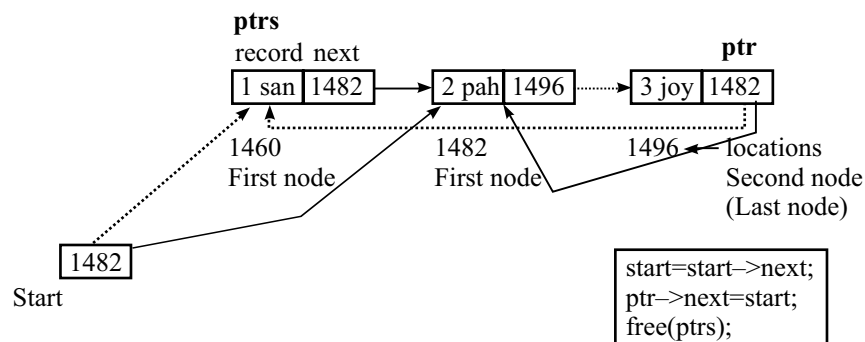 ptrs
record next
ptr
1 san 1482
2 pah 1496
3 joy 1482
1460
First node
1482
First node
1496 locations
Second node
(Last node)
1482
Start
start=start–>next;
ptr–>next=start;
free(ptrs);